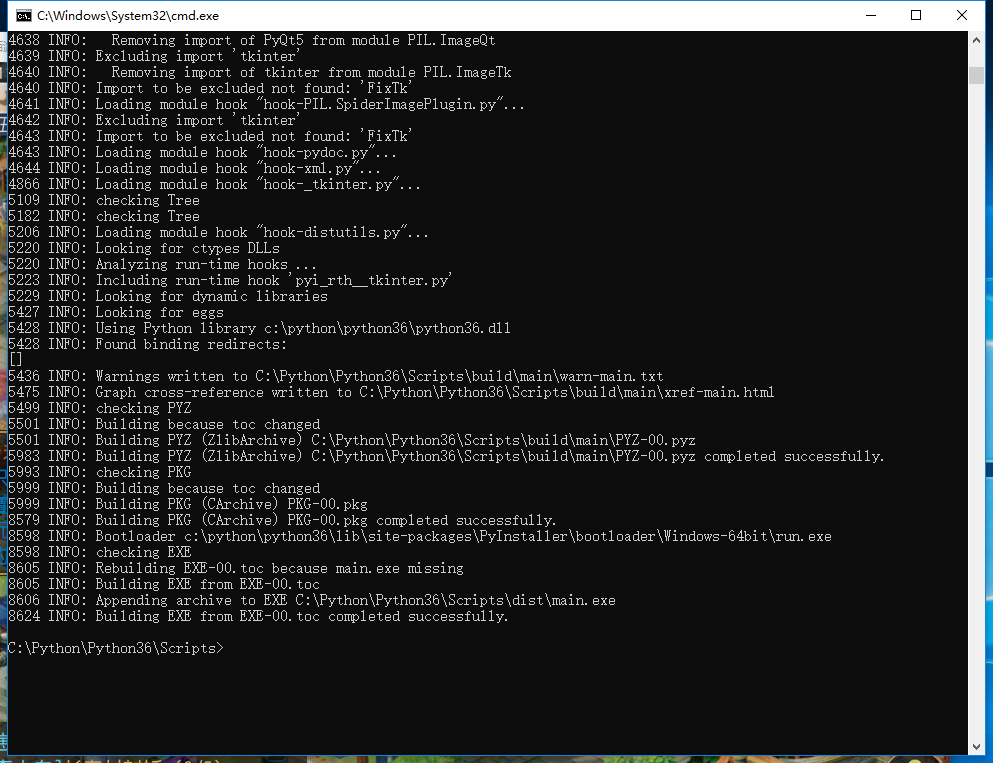 C:\Windows\System32\cmd.exe
4638 INFO:   Removing import of PyQt5 from module PIL.ImageQt
4639 INFO: Excluding import 'tkinter'
4640 INFO:   Removing import of tkinter from module PIL.ImageTk
4640 INFO: Import to be excluded not found: 'FixTk'
4641 INFO: Loading module hook "hook-PIL.SpiderImagePlugin.py"...
4642 INFO: Excluding import 'tkinter'
4643 INFO: Import to be excluded not found: 'FixTk'
4643 INFO: Loading module hook "hook-pydoc.py"...
4644 INFO: Loading module hook "hook-xml.py"...
4866 INFO: Loading module hook "hook-_tkinter.py"...
5109 INFO: checking Tree
5182 INFO: checking Tree
5206 INFO: Loading module hook "hook-distutils.py"...
5220 INFO: Looking for ctypes DLLs
5220 INFO: Analyzing run-time hooks ...
5223 INFO: Including run-time hook 'pyi_rth__tkinter.py'
5229 INFO: Looking for dynamic libraries
5427 INFO: Looking for eggs
5428 INFO: Using Python library c:\python\python36\python36.dll
5428 INFO: Found binding redirects:
[]
5436 INFO: Warnings written to C:\Python\Python36\Scripts\build\main\warn-main.txt
5475 INFO: Graph cross-reference written to C:\Python\Python36\Scripts\build\main\xref-main.html
5499 INFO: checking PYZ
5501 INFO: Building because toc changed
5501 INFO: Building PYZ (ZlibArchive) C:\Python\Python36\Scripts\build\main\PYZ-00.pyz
5983 INFO: Building PYZ (ZlibArchive) C:\Python\Python36\Scripts\build\main\PYZ-00.pyz completed successfully.
5993 INFO: checking PKG
5999 INFO: Building because toc changed
5999 INFO: Building PKG (CArchive) PKG-00.pkg
8579 INFO: Building PKG (CArchive) PKG-00.pkg completed successfully.
8598 INFO: Bootloader c:\python\python36\lib\site-packages\PyInstaller\bootloader\Windows-64bit\run.exe
8598 INFO: checking EXE
8605 INFO: Rebuilding EXE-00.toc because main.exe missing
8605 INFO: Building EXE from EXE-00.toc
8606 INFO: Appending archive to EXE C:\Python\Python36\Scripts\dist\main.exe
8624 INFO: Building EXE from EXE-00.toc completed successfully.
C:\Python\Python36\Scripts>